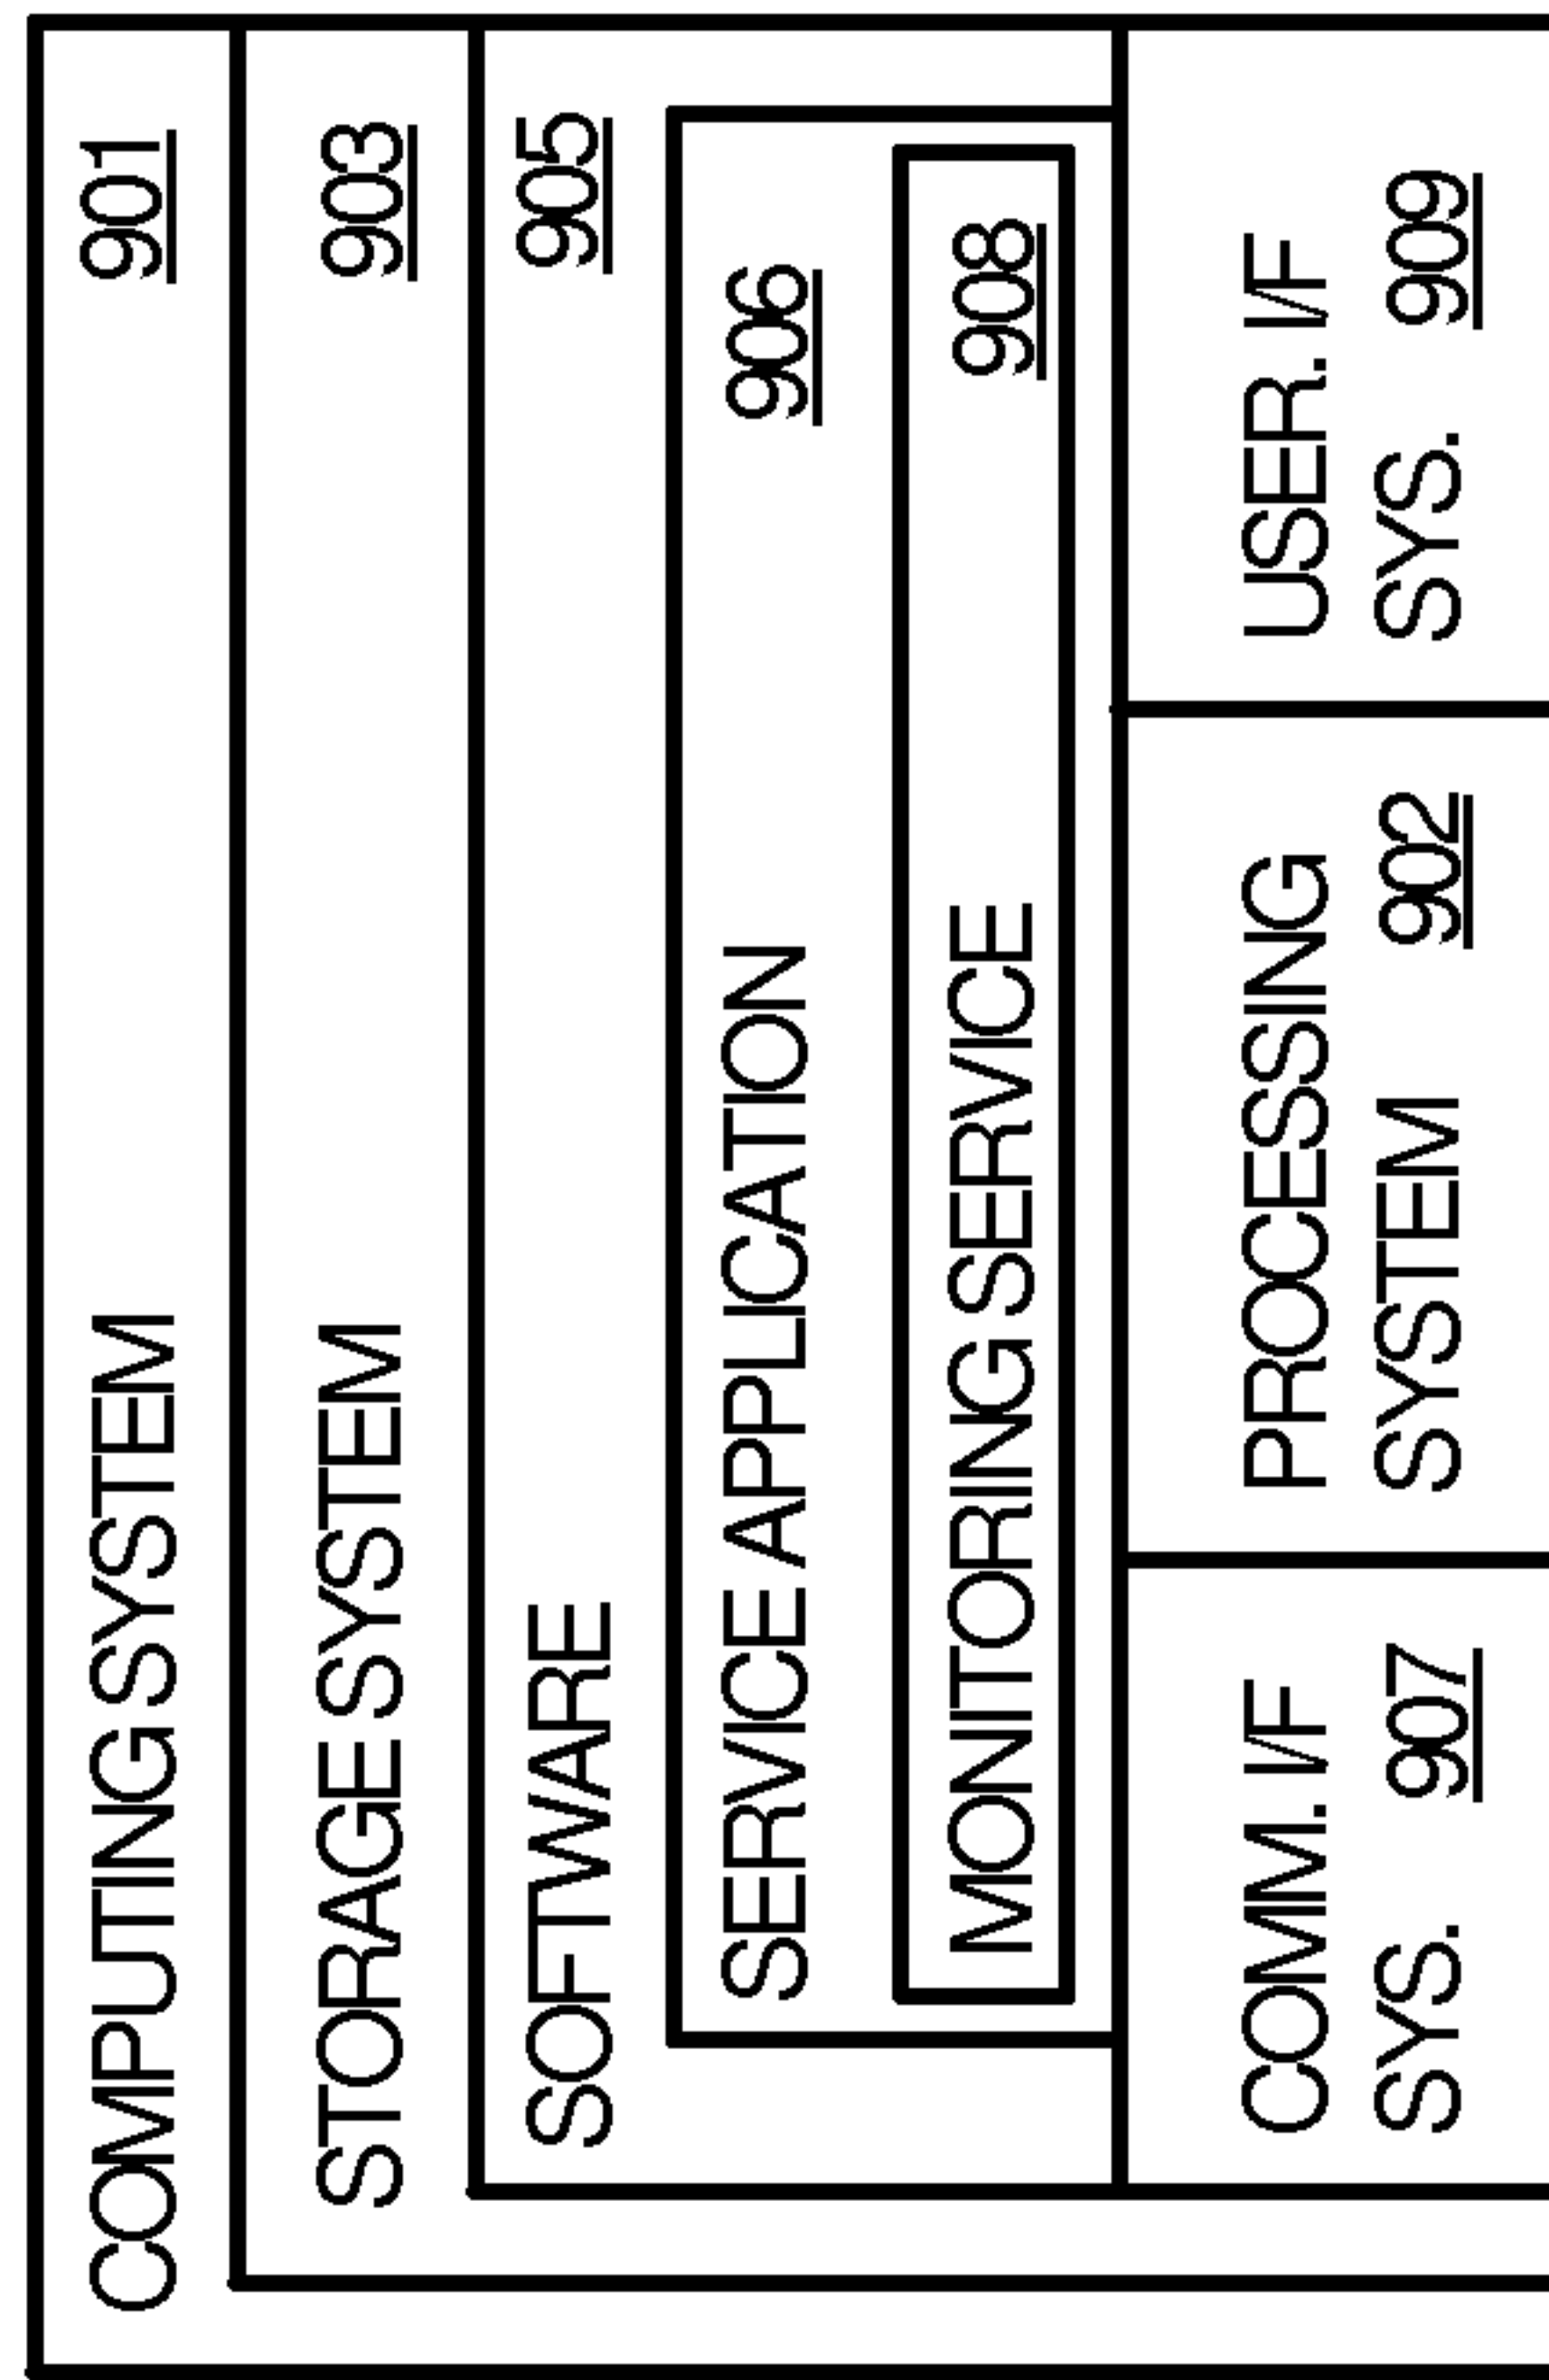 COMPUTING SYSTEM 901
STORAGE SYSTEM 903
SOFTWARE 905
SERVICE APPLICATION 906
MONITORING SERVICE 908
COMM. I/F
SYS. 907
PROCESSING
SYSTEM 902
USER. I/F
SYS. 909